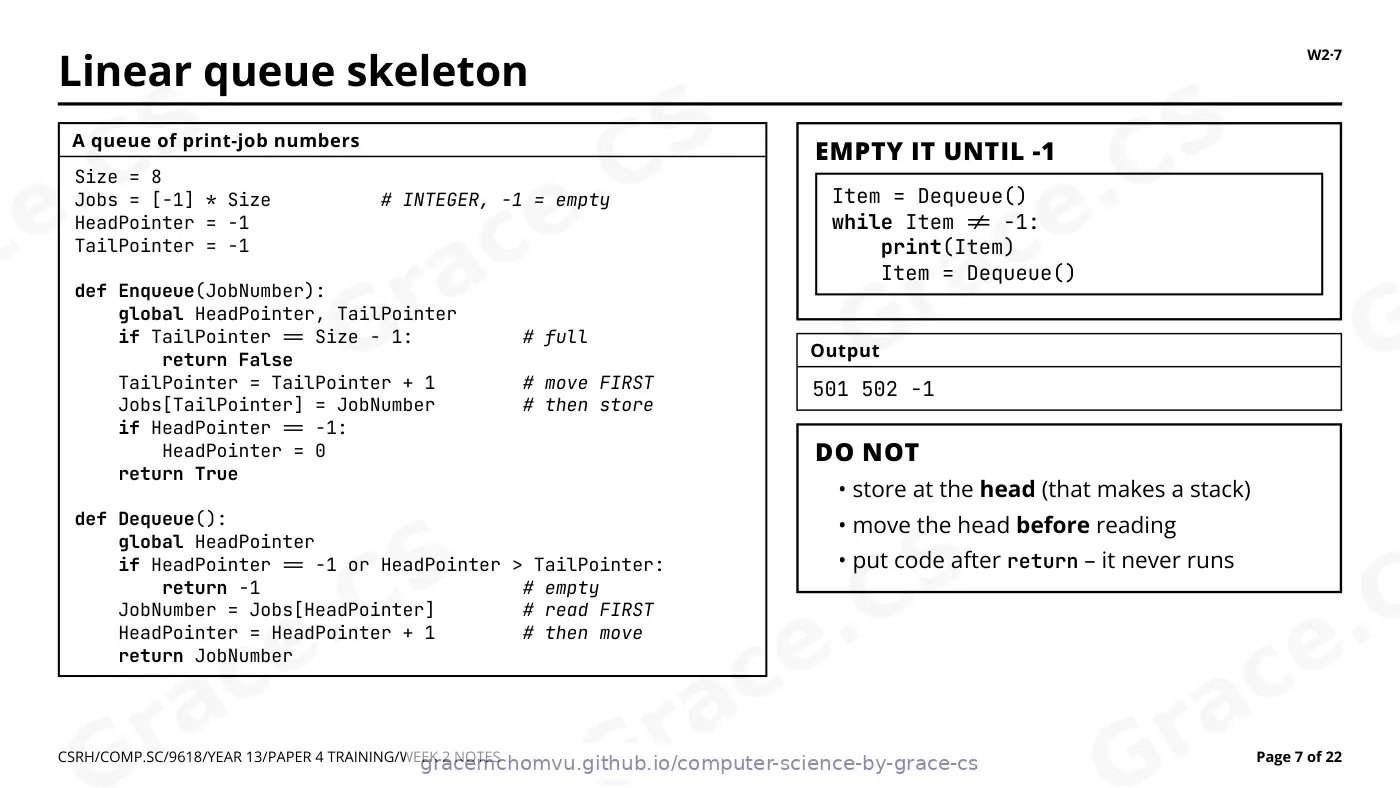 Linear queue skeleton
W2·7
A queue of print-job numbers
Size = 8
Jobs = [-1] * Size          # INTEGER, -1 = empty
HeadPointer = -1
TailPointer = -1
def Enqueue(JobNumber):
    global HeadPointer, TailPointer
    if TailPointer == Size - 1:          # full
        return False
    TailPointer = TailPointer + 1        # move FIRST
    Jobs[TailPointer] = JobNumber        # then store
    if HeadPointer == -1:
        HeadPointer = 0
    return True
def Dequeue():
    global HeadPointer
    if HeadPointer == -1 or HeadPointer > TailPointer:
        return -1                        # empty
    JobNumber = Jobs[HeadPointer]        # read FIRST
    HeadPointer = HeadPointer + 1        # then move
    return JobNumber
EMPTY IT UNTIL -1
Item = Dequeue()
while Item ≠ -1:
    print(Item)
    Item = Dequeue()
Output
501 502 -1
DO NOT
• store at the head (that makes a stack)
• move the head before reading
• put code after return – it never runs
CSRH/COMP.SC/9618/YEAR 13/PAPER 4 TRAINING/WEEK 2 NOTES
gracemchomvu.github.io/computer-science-by-grace-cs
Page 7 of 22
Grace.CS